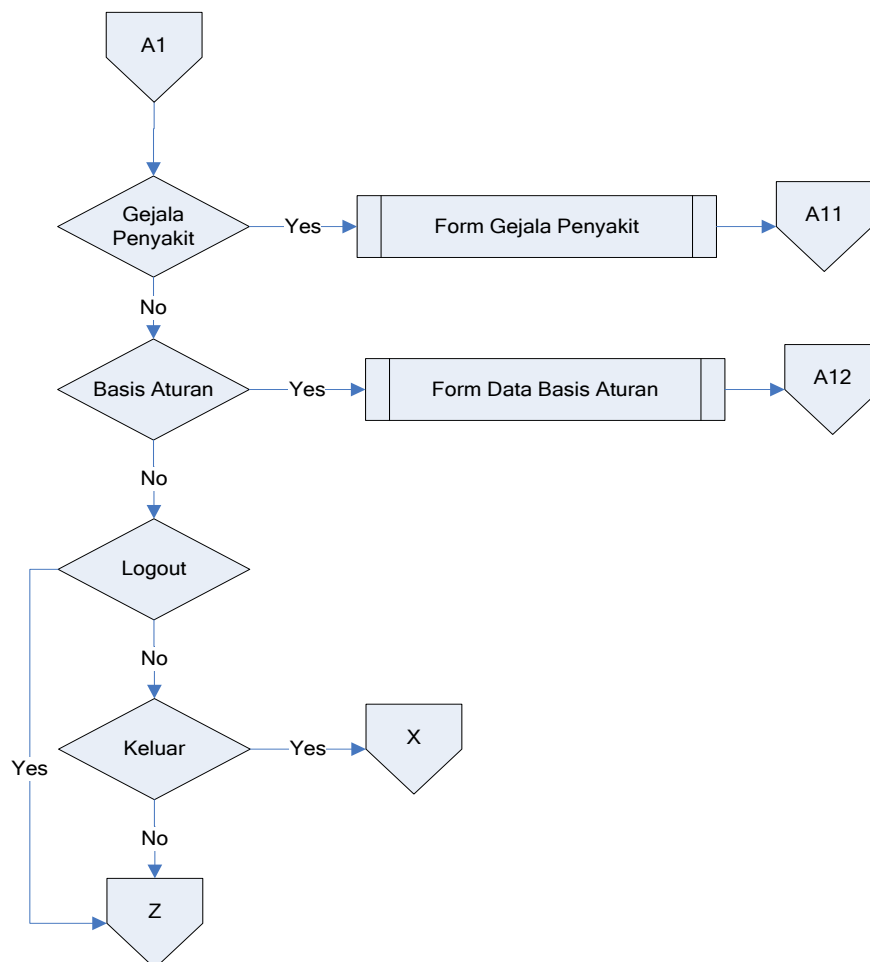 A1
Gejala
Penyakit
Yes
Form Gejala Penyakit
A11
No
Basis Aturan
Yes
Form Data Basis Aturan
A12
No
Logout
No
Keluar
Yes
X
Yes
No
Z